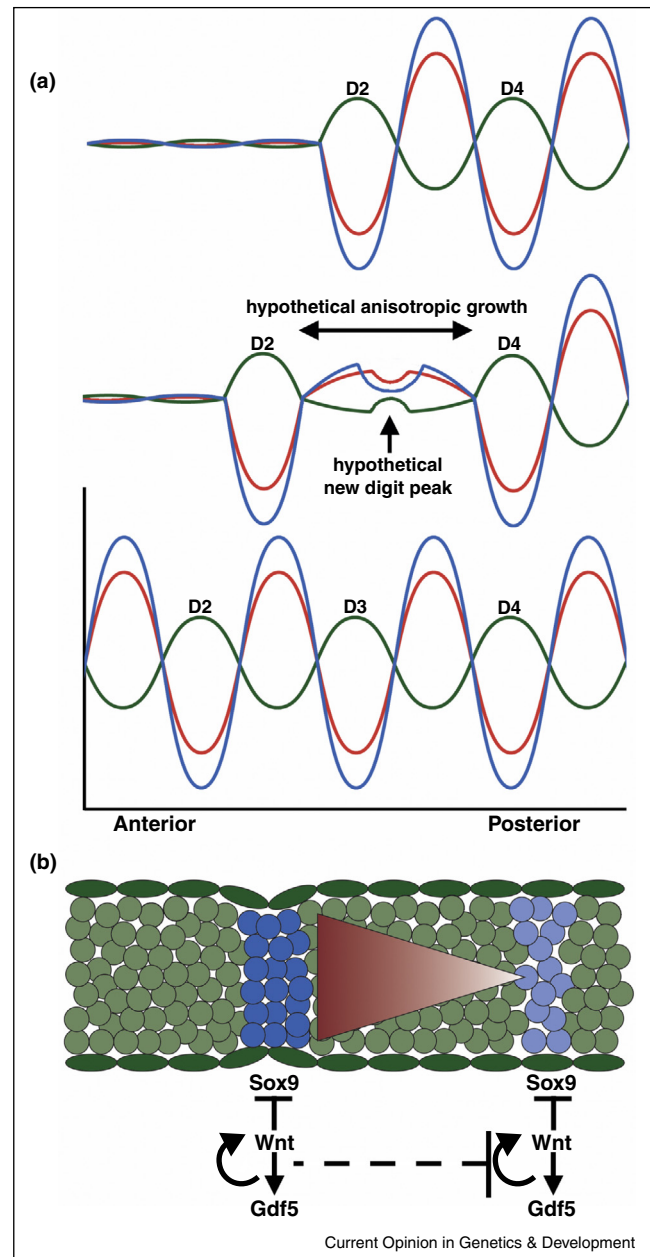 (a)
D2 D4
hypothetical anisotropic growth
D2 D4
hypothetical
new digit peak
D2 D3 D4
Anterior Posterior
(b)
Sox9 Sox9
Wnt Wnt
Gdf5 Gdf5
Current Opinion in Genetics & Development